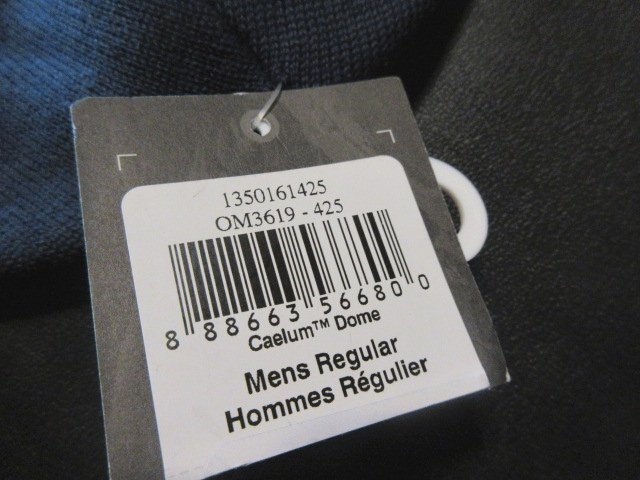 1350161425
OM3619 - 425
8 88663 56680 0
Caelum™ Dome
Mens Regular
Hommes Régulier